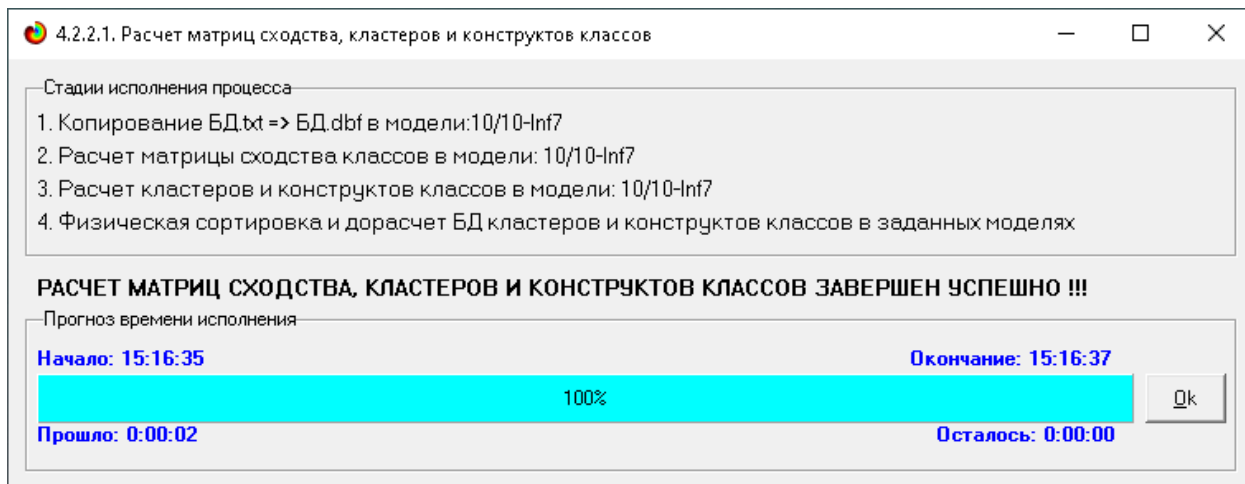 4.2.2.1. Расчет матриц сходства, кластеров и конструктов классов
Стадии исполнения процесса
1. Копирование БД.txt => БД.dbf в модели:10/10-Inf7
2. Расчет матрицы сходства классов в модели: 10/10-Inf7
3. Расчет кластеров и конструктов классов в модели: 10/10-Inf7
4. Физическая сортировка и дорасчет БД кластеров и конструктов классов в заданных моделях
РАСЧЕТ МАТРИЦ СХОДСТВА, КЛАСТЕРОВ И КОНСТРУКТОВ КЛАССОВ ЗАВЕРШЕН УСПЕШНО !!!
Прогноз времени исполнения
Начало: 15:16:35 Окончание: 15:16:37
100% Ok
Прошло: 0:00:02 Осталось: 0:00:00